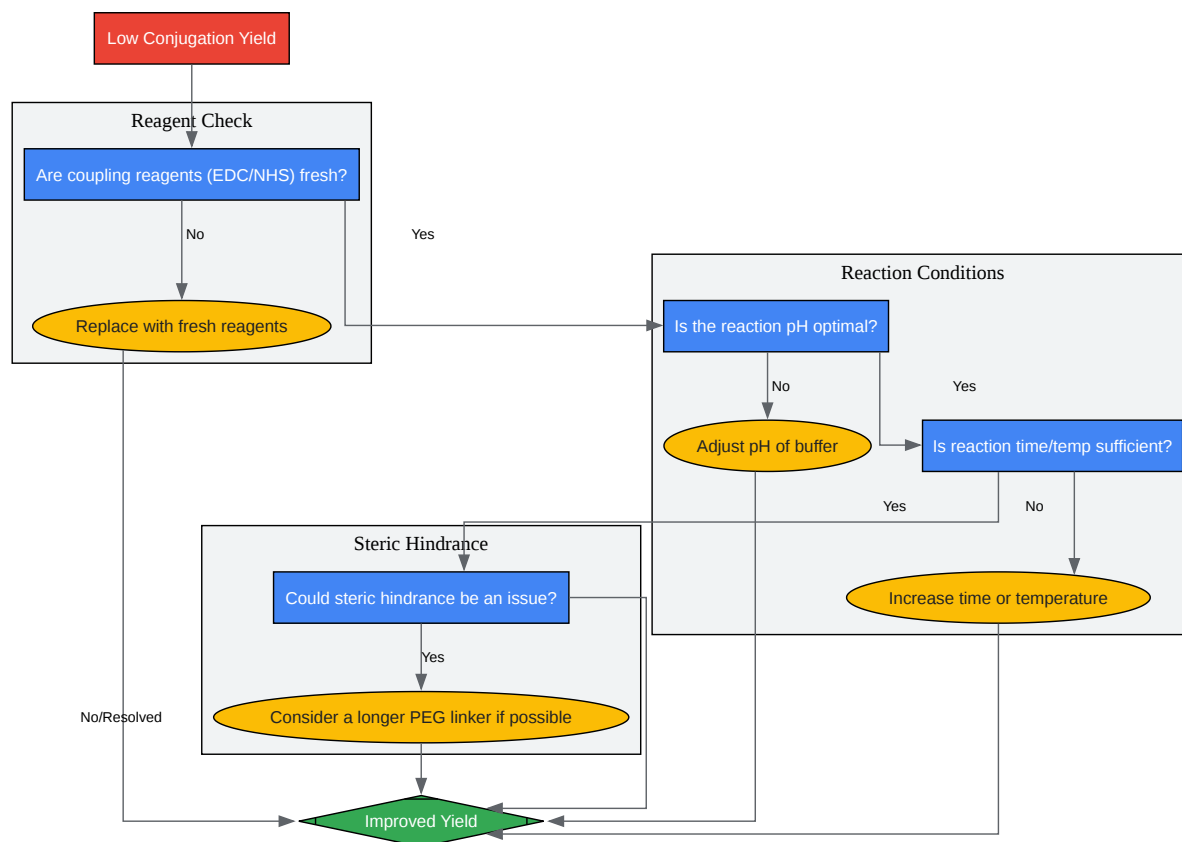 Low Conjugation Yield
Reagent Check
Are coupling reagents (EDC/NHS) fresh?
No
Yes
Replace with fresh reagents
Reaction Conditions
Is the reaction pH optimal?
No
Yes
Adjust pH of buffer
Is reaction time/temp sufficient?
Yes
No
Steric Hindrance
Could steric hindrance be an issue?
Increase time or temperature
Yes
Consider a longer PEG linker if possible
No/Resolved
Improved Yield